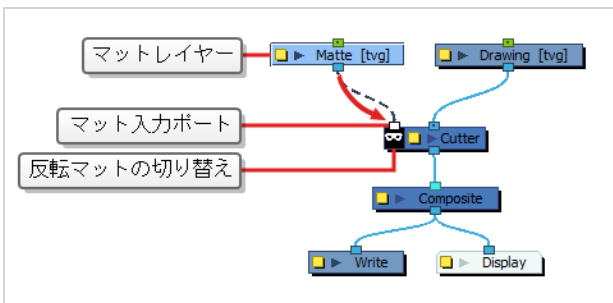 マットレイヤー
Matte [tvg]
Drawing [tvg]
マット入力ポート
Cutter
反転マットの切り替え
Composite
Write
Display